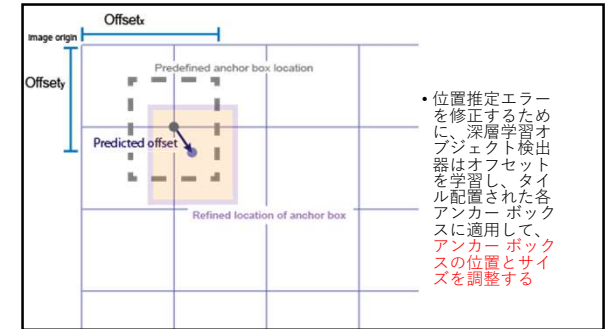 Offsetx
Image origin
Offsety
Predefined anchor box location
Predicted offset
Refined location of anchor box
• 位置推定エラー
を修正するため
に、深層学習オ
ブジェクト検出
器はオフセット
を学習し、タイ
ル配置された各
アンカー ボック
スに適用して、
アンカー ボック
スの位置とサイ
ズを調整する